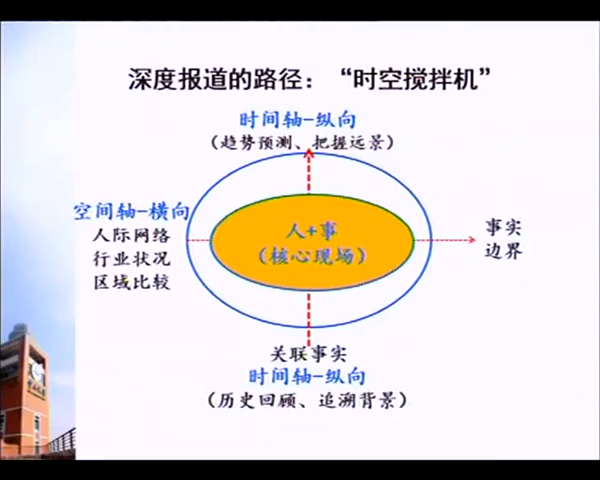 深度报道的路径：“时空搅拌机”
时间轴-纵向
（趋势预测、把握远景）
空间轴-横向
人际网络
行业状况
区域比较
人+事
（核心现场）
事实
边界
关联事实
时间轴-纵向
（历史回顾、追溯背景）